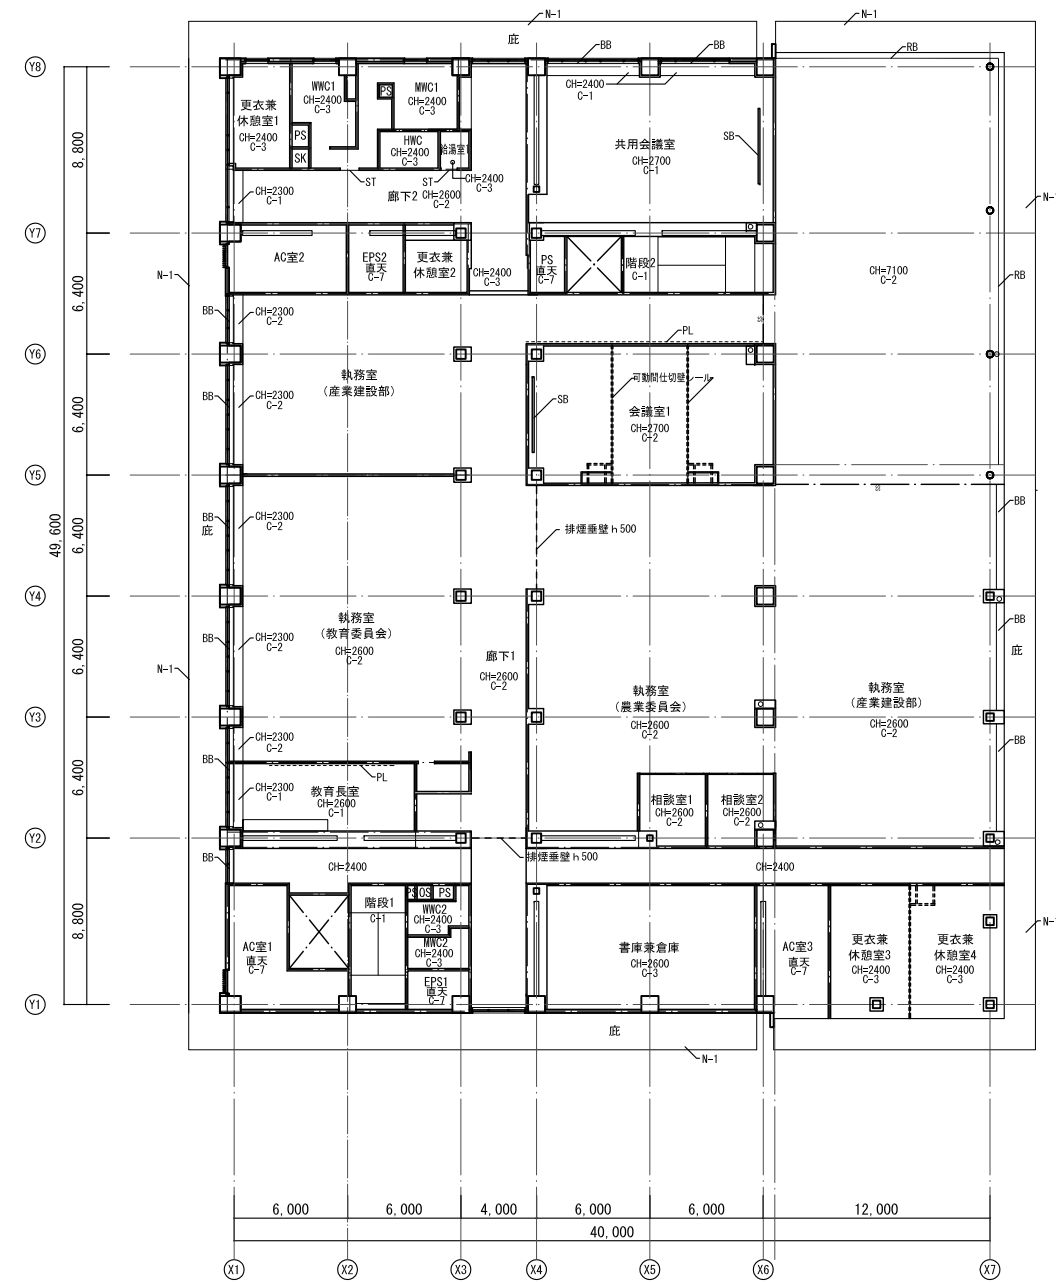 N-1
N-1
庇
BB
BB
RB
Y8
WWC1
CH=2400
C-3
PS
MWC1
CH=2400
C-3
CH=2400
C-1
更衣兼
休憩室1
CH=2400
C-3
PS
SK
HWC
CH=2400
C-3
給湯室1
CH=2400
C-3
共用会議室
CH=2700
C-1
SB
8,800
ST
ST
廊下2
CH=2600
C-2
CH=2300
C-1
N-1
Y7
AC室2
EPS2
直天
C-7
更衣兼
休憩室2
CH=2400
C-3
PS
直天
C-7
階段2
C-1
CH=7100
C-2
N-1
RB
6,400
BB
CH=2300
C-2
SS
PL
Y6
執務室
(産業建設部)
可動間仕切壁レール
BB
CH=2300
C-2
SB
会議室1
CH=2700
C-2
6,400
Y5
SS
BB
BB
CH=2300
C-2
庇
排煙垂壁h500
49,600
6,400
Y4
執務室
(教育委員会)
CH=2600
C-2
BB
BB
CH=2300
C-2
庇
廊下1
CH=2600
C-2
N-1
6,400
執務室
(農業委員会)
CH=2600
C-2
執務室
(産業建設部)
CH=2600
C-2
Y3
CH=2300
C-2
BB
BB
6,400
PL
教育長室
CH=2600
C-1
CH=2300
C-1
相談室1
CH=2600
C-2
相談室2
CH=2600
C-2
Y2
BB
排煙垂壁h500
CH=2400
CH=2400
PS
OS
PS
階段1
C-1
WWC2
CH=2400
C-3
8,800
N-1
AC室1
直天
C-7
MWC2
CH=2400
C-3
書庫兼倉庫
CH=2600
C-3
AC室3
直天
C-7
更衣兼
休憩室3
CH=2400
C-3
更衣兼
休憩室4
CH=2400
C-3
EPS1
直天
C-7
Y1
庇
N-1
6,000
6,000
4,000
6,000
6,000
12,000
40,000
X1
X2
X3
X4
X5
X6
X7